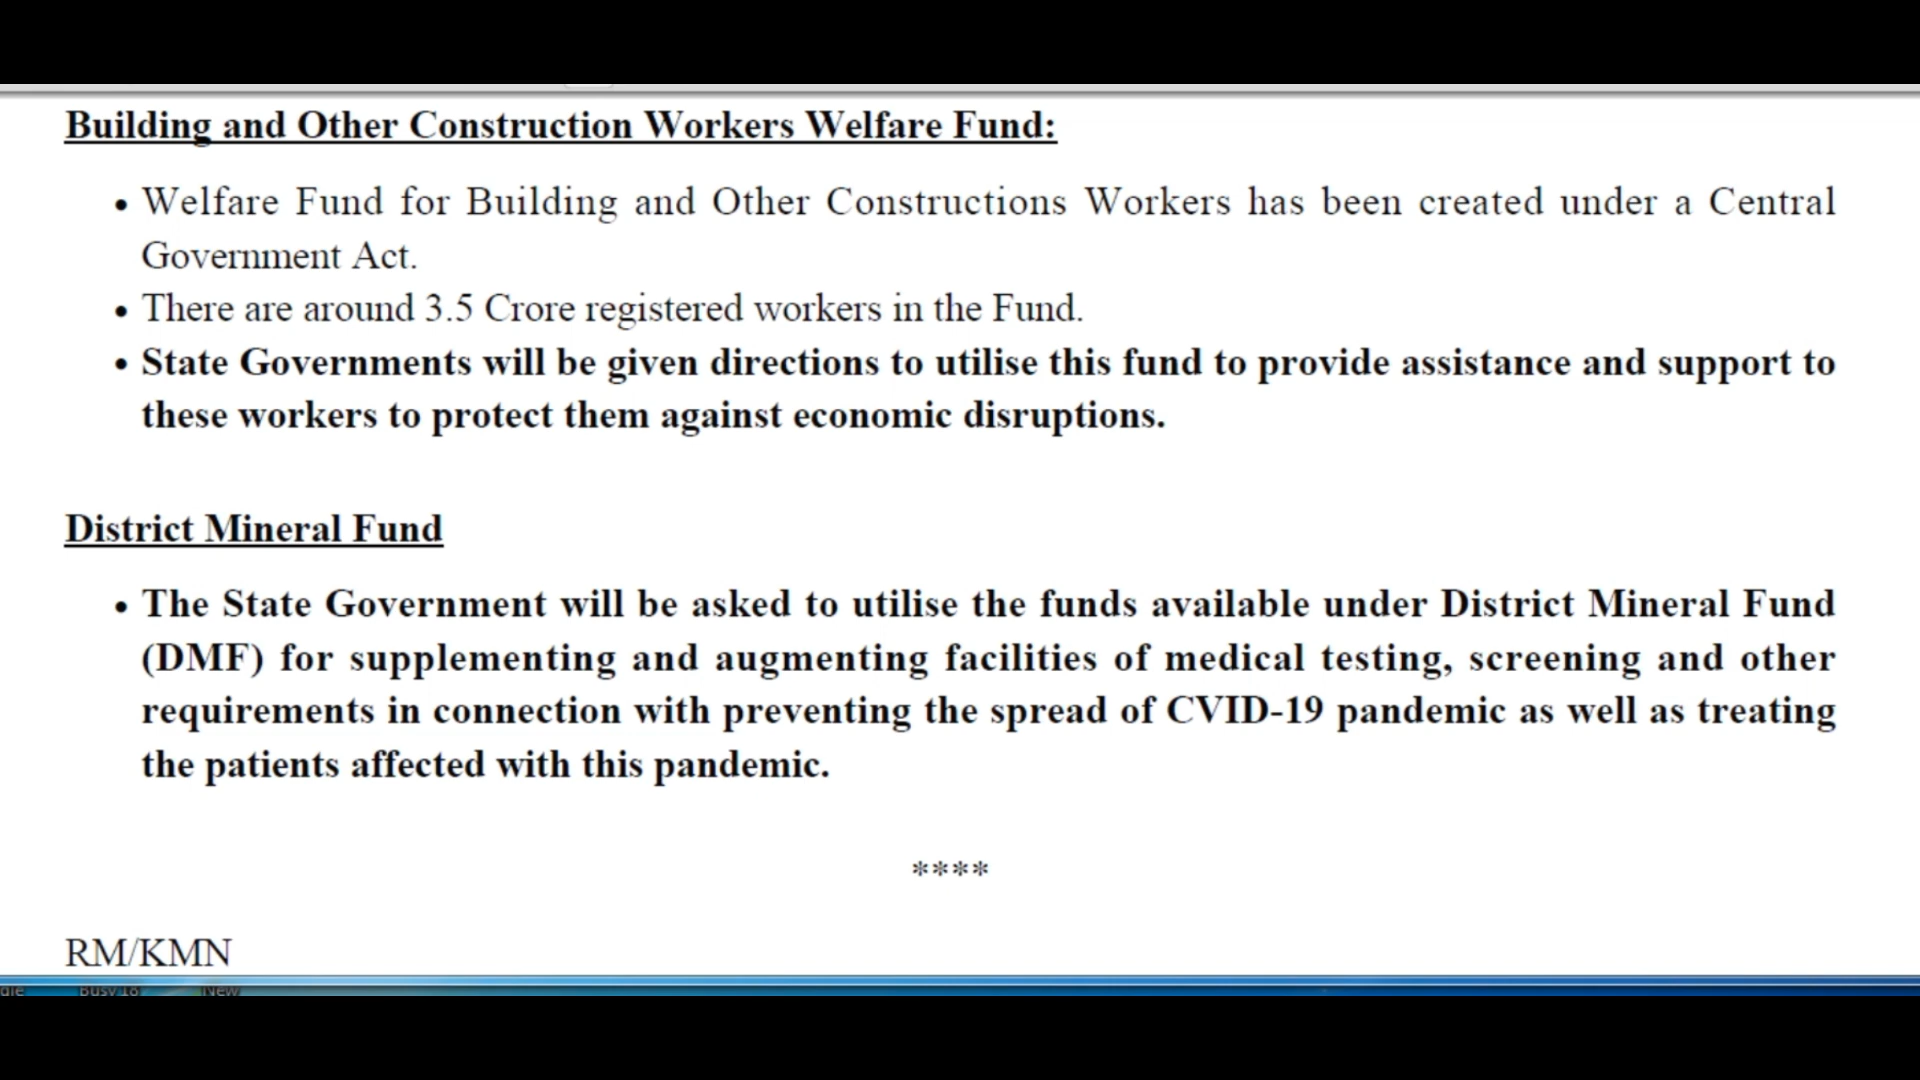 Building and Other Construction Workers Welfare Fund:
• Welfare Fund for Building and Other Constructions Workers has been created under a Central
Government Act.
• There are around 3.5 Crore registered workers in the Fund.
• State Governments will be given directions to utilise this fund to provide assistance and support to
these workers to protect them against economic disruptions.
District Mineral Fund
• The State Government will be asked to utilise the funds available under District Mineral Fund
(DMF) for supplementing and augmenting facilities of medical testing, screening and other
requirements in connection with preventing the spread of CVID-19 pandemic as well as treating
the patients affected with this pandemic.
****
RM/KMN
Busy 18 New